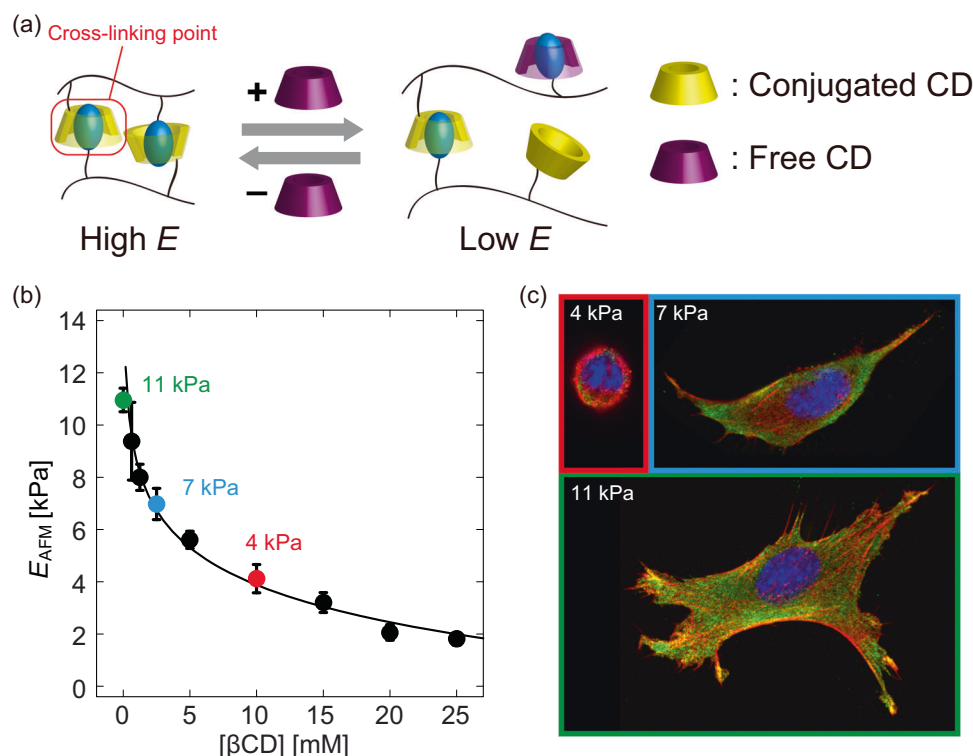 (a)
Cross-linking point
+
−
High E
Low E
: Conjugated CD
: Free CD
(b)
14
12
10
8
6
4
2
0
E_AFM [kPa]
11 kPa
7 kPa
4 kPa
0 5 10 15 20 25
[βCD] [mM]
(c)
4 kPa
7 kPa
11 kPa